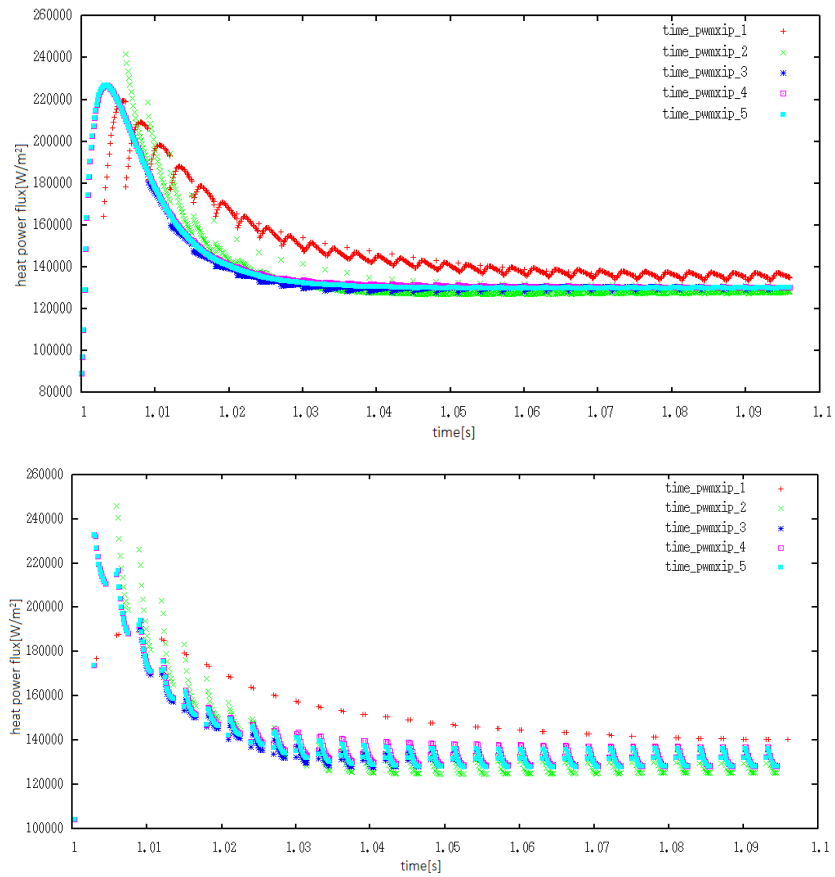 260000
240000
220000
200000
180000
160000
140000
120000
100000
80000
heat power flux[W/m²]
time_pwmxip_1
time_pwmxip_2
time_pwmxip_3
time_pwmxip_4
time_pwmxip_5
1 1.01 1.02 1.03 1.04 1.05 1.06 1.07 1.08 1.09 1.1
time[s]
260000
240000
220000
200000
180000
160000
140000
120000
100000
heat power flux[W/m²]
time_pwmxip_1
time_pwmxip_2
time_pwmxip_3
time_pwmxip_4
time_pwmxip_5
1 1.01 1.02 1.03 1.04 1.05 1.06 1.07 1.08 1.09 1.1
time[s]